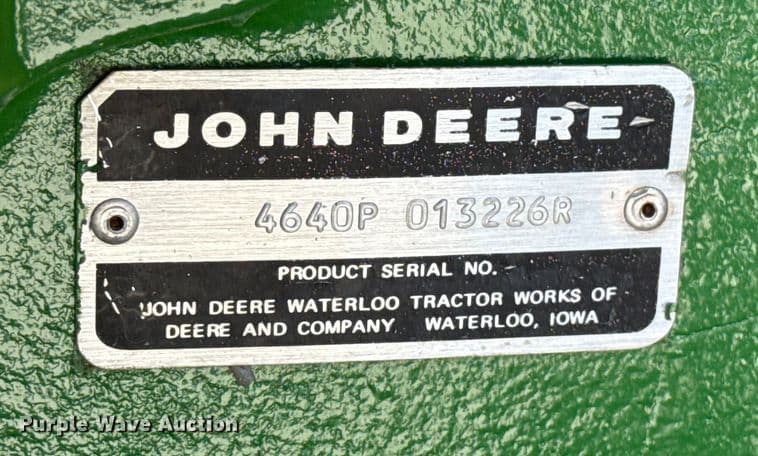 JOHN DEERE
4640P 013226R
PRODUCT SERIAL NO.
JOHN DEERE WATERLOO TRACTOR WORKS OF
DEERE AND COMPANY WATERLOO, IOWA
Purple Wave Auction